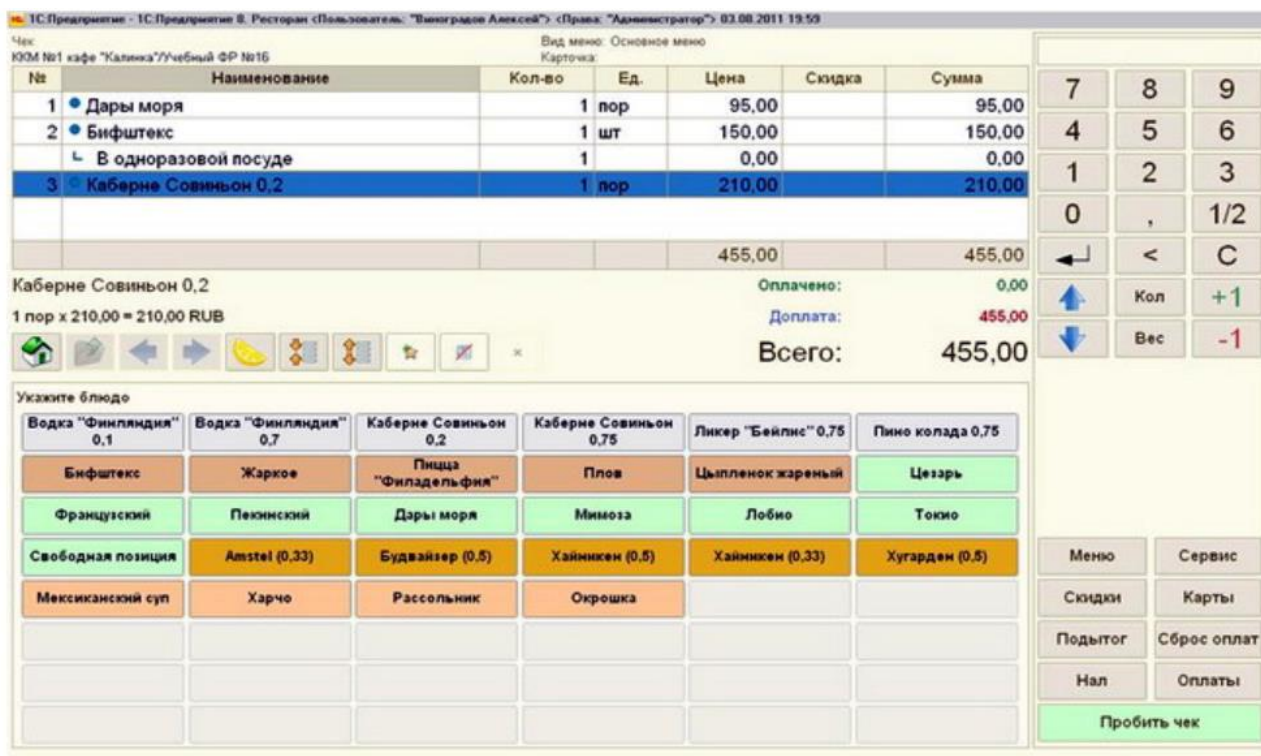 1С:Предприятие - 1С:Предприятие 8. Ресторан <Пользователь: "Виноградов Алексей"> <Права: "Администратор"> 03.08.2011 19:59
Чек:
Вид меню: Основное меню
ККМ №1 кафе "Калинка"/Учебный ФР №16
Карточка:
№ Наименование Кол-во Ед. Цена Скидка Сумма
1 Дары моря 1 пор 95,00 95,00
2 Бифштекс 1 шт 150,00 150,00
В одноразовой посуде 1 0,00 0,00
3 Каберне Совиньон 0,2 1 пор 210,00 210,00
455,00 455,00
Каберне Совиньон 0,2
Оплачено: 0,00
1 пор x 210,00 = 210,00 RUB
Доплата: 455,00
Всего: 455,00
7 8 9
4 5 6
1 2 3
0 , 1/2
< C
Кол +1
Вес -1
Укажите блюдо
Водка "Финляндия" 0,1
Водка "Финляндия" 0,7
Каберне Совиньон 0,2
Каберне Совиньон 0,75
Ликер "Бейлис" 0,75
Пино колада 0,75
Бифштекс Жаркое Пицца "Филадельфия" Плов Цыпленок жареный Цезарь
Французский Пекинский Дары моря Мимоза Лобио Токио
Свободная позиция Amstel (0,33) Будвайзер (0,5) Хайникен (0,5) Хайникен (0,33) Хугарден (0,5)
Мексиканский суп Харчо Рассольник Окрошка
Меню Сервис
Скидки Карты
Подытог Сброс оплат
Нал Оплаты
Пробить чек